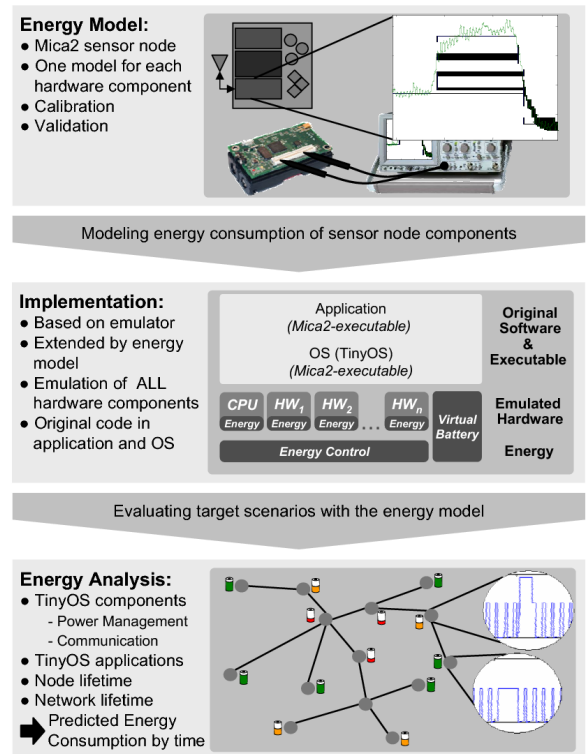 Energy Model:
● Mica2 sensor node
● One model for each
hardware component
● Calibration
● Validation
Modeling energy consumption of sensor node components
Implementation:
● Based on emulator
● Extended by energy
model
● Emulation of ALL
hardware components
● Original code in
application and OS
Application
(Mica2-executable)
OS (TinyOS)
(Mica2-executable)
Original
Software
&
Executable
CPU HW1 HW2 HWn
Energy Energy Energy ... Energy
Virtual
Battery
Emulated
Hardware
Energy Control
Energy
Evaluating target scenarios with the energy model
Energy Analysis:
● TinyOS components
- Power Management
- Communication
● TinyOS applications
● Node lifetime
● Network lifetime
Predicted Energy
Consumption by time